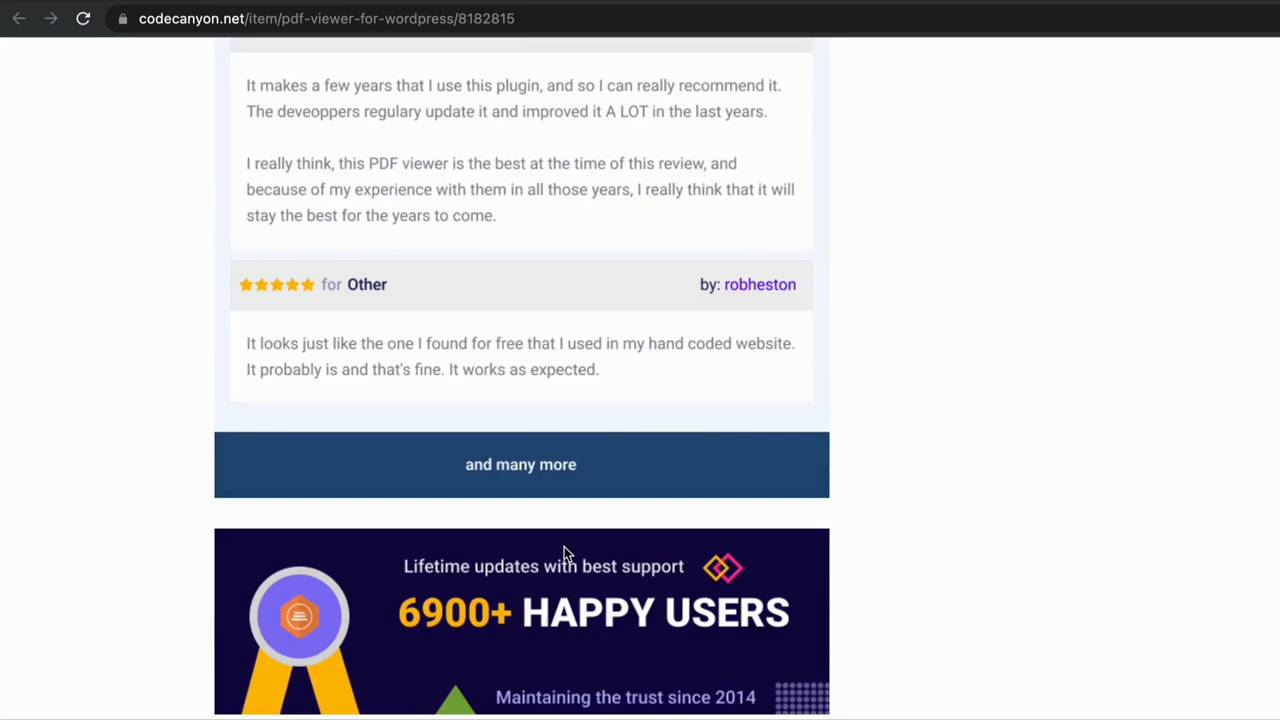 codecanyon.net/item/pdf-viewer-for-wordpress/8182815
It makes a few years that I use this plugin, and so I can really recommend it.
The deveoppers regulary update it and improved it A LOT in the last years.
I really think, this PDF viewer is the best at the time of this review, and
because of my experience with them in all those years, I really think that it will
stay the best for the years to come.
for Other by: robheston
It looks just like the one I found for free that I used in my hand coded website.
It probably is and that's fine. It works as expected.
and many more
Lifetime updates with best support
6900+ HAPPY USERS
Maintaining the trust since 2014